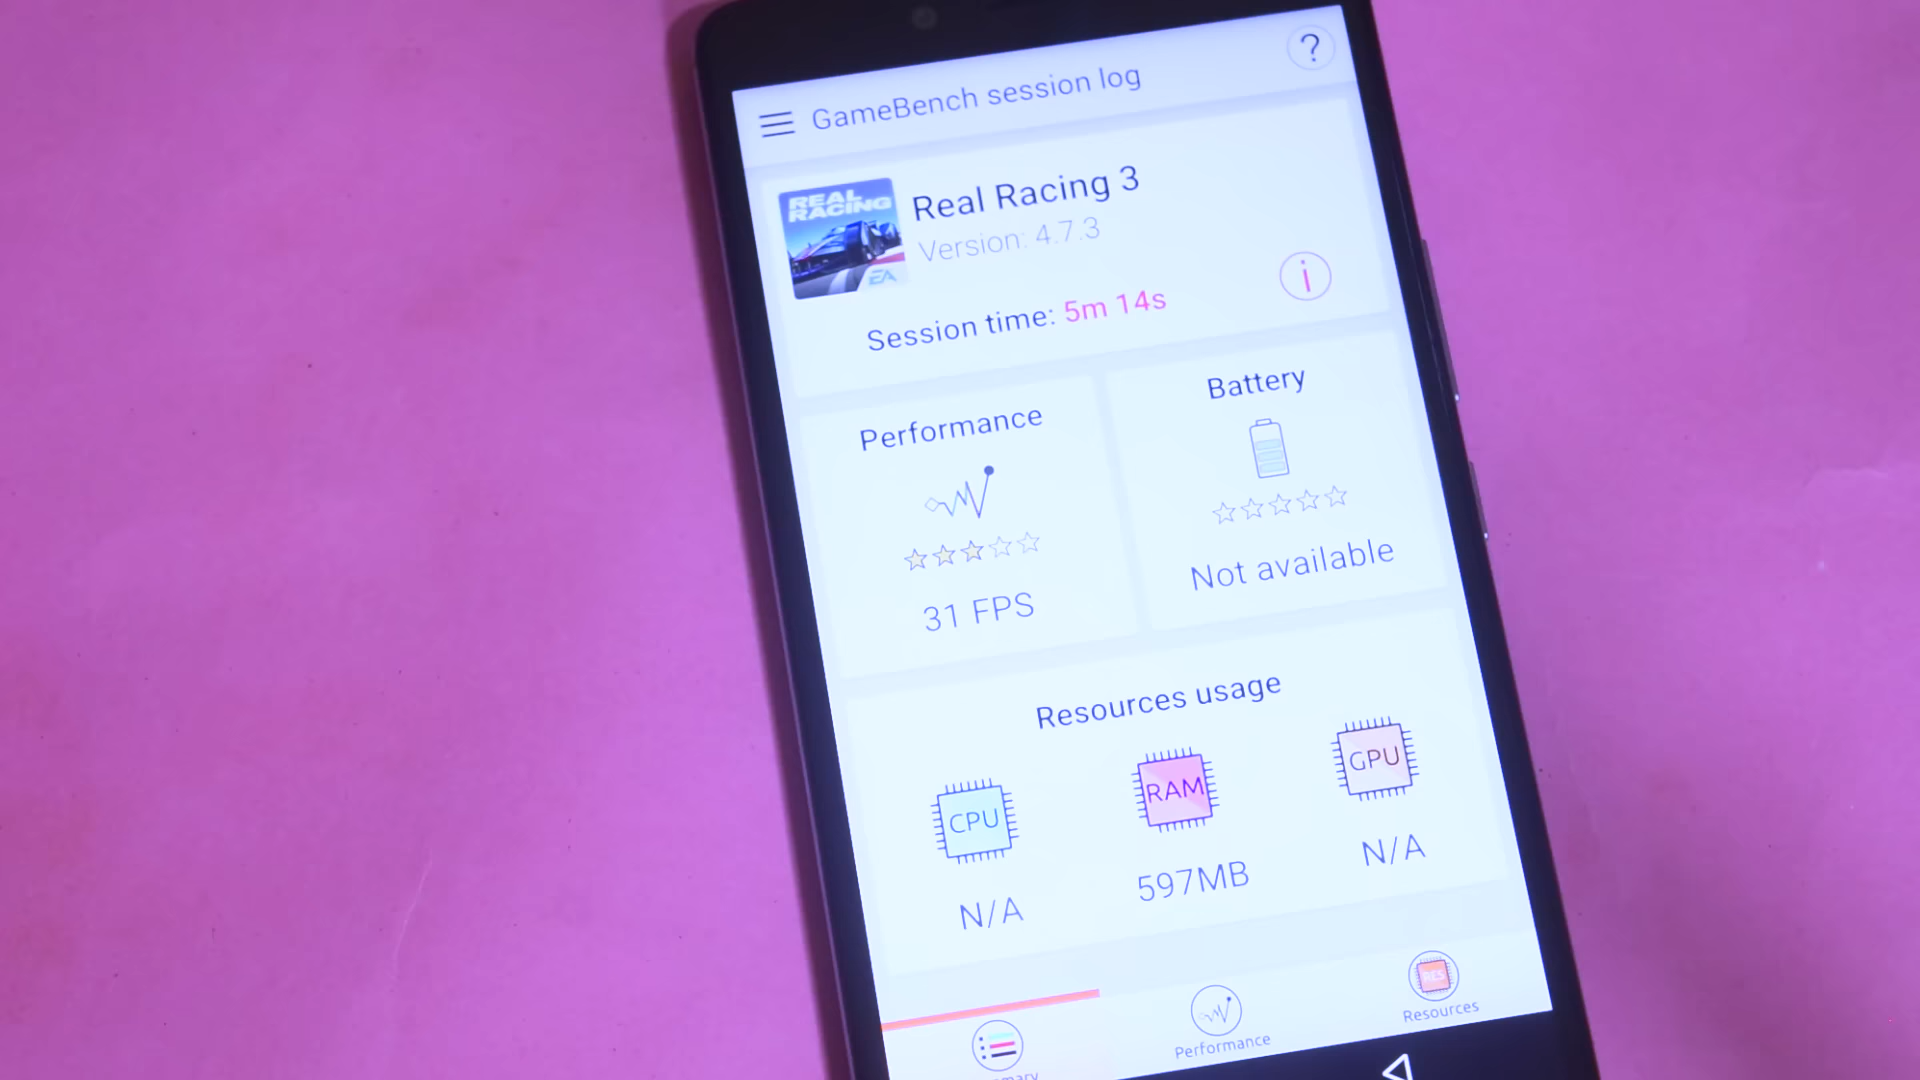 GameBench session log
?
REAL
RACING
EA
Real Racing 3
Version: 4.7.3
Session time: 5m 14s
i
Performance
31 FPS
Battery
Not available
Resources usage
CPU
N/A
RAM
597MB
GPU
N/A
Performance
RES
Resources